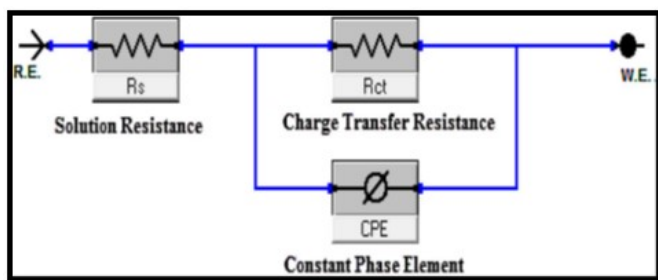 R.E.
Rs
Solution Resistance
Rct
Charge Transfer Resistance
W.E.
CPE
Constant Phase Element